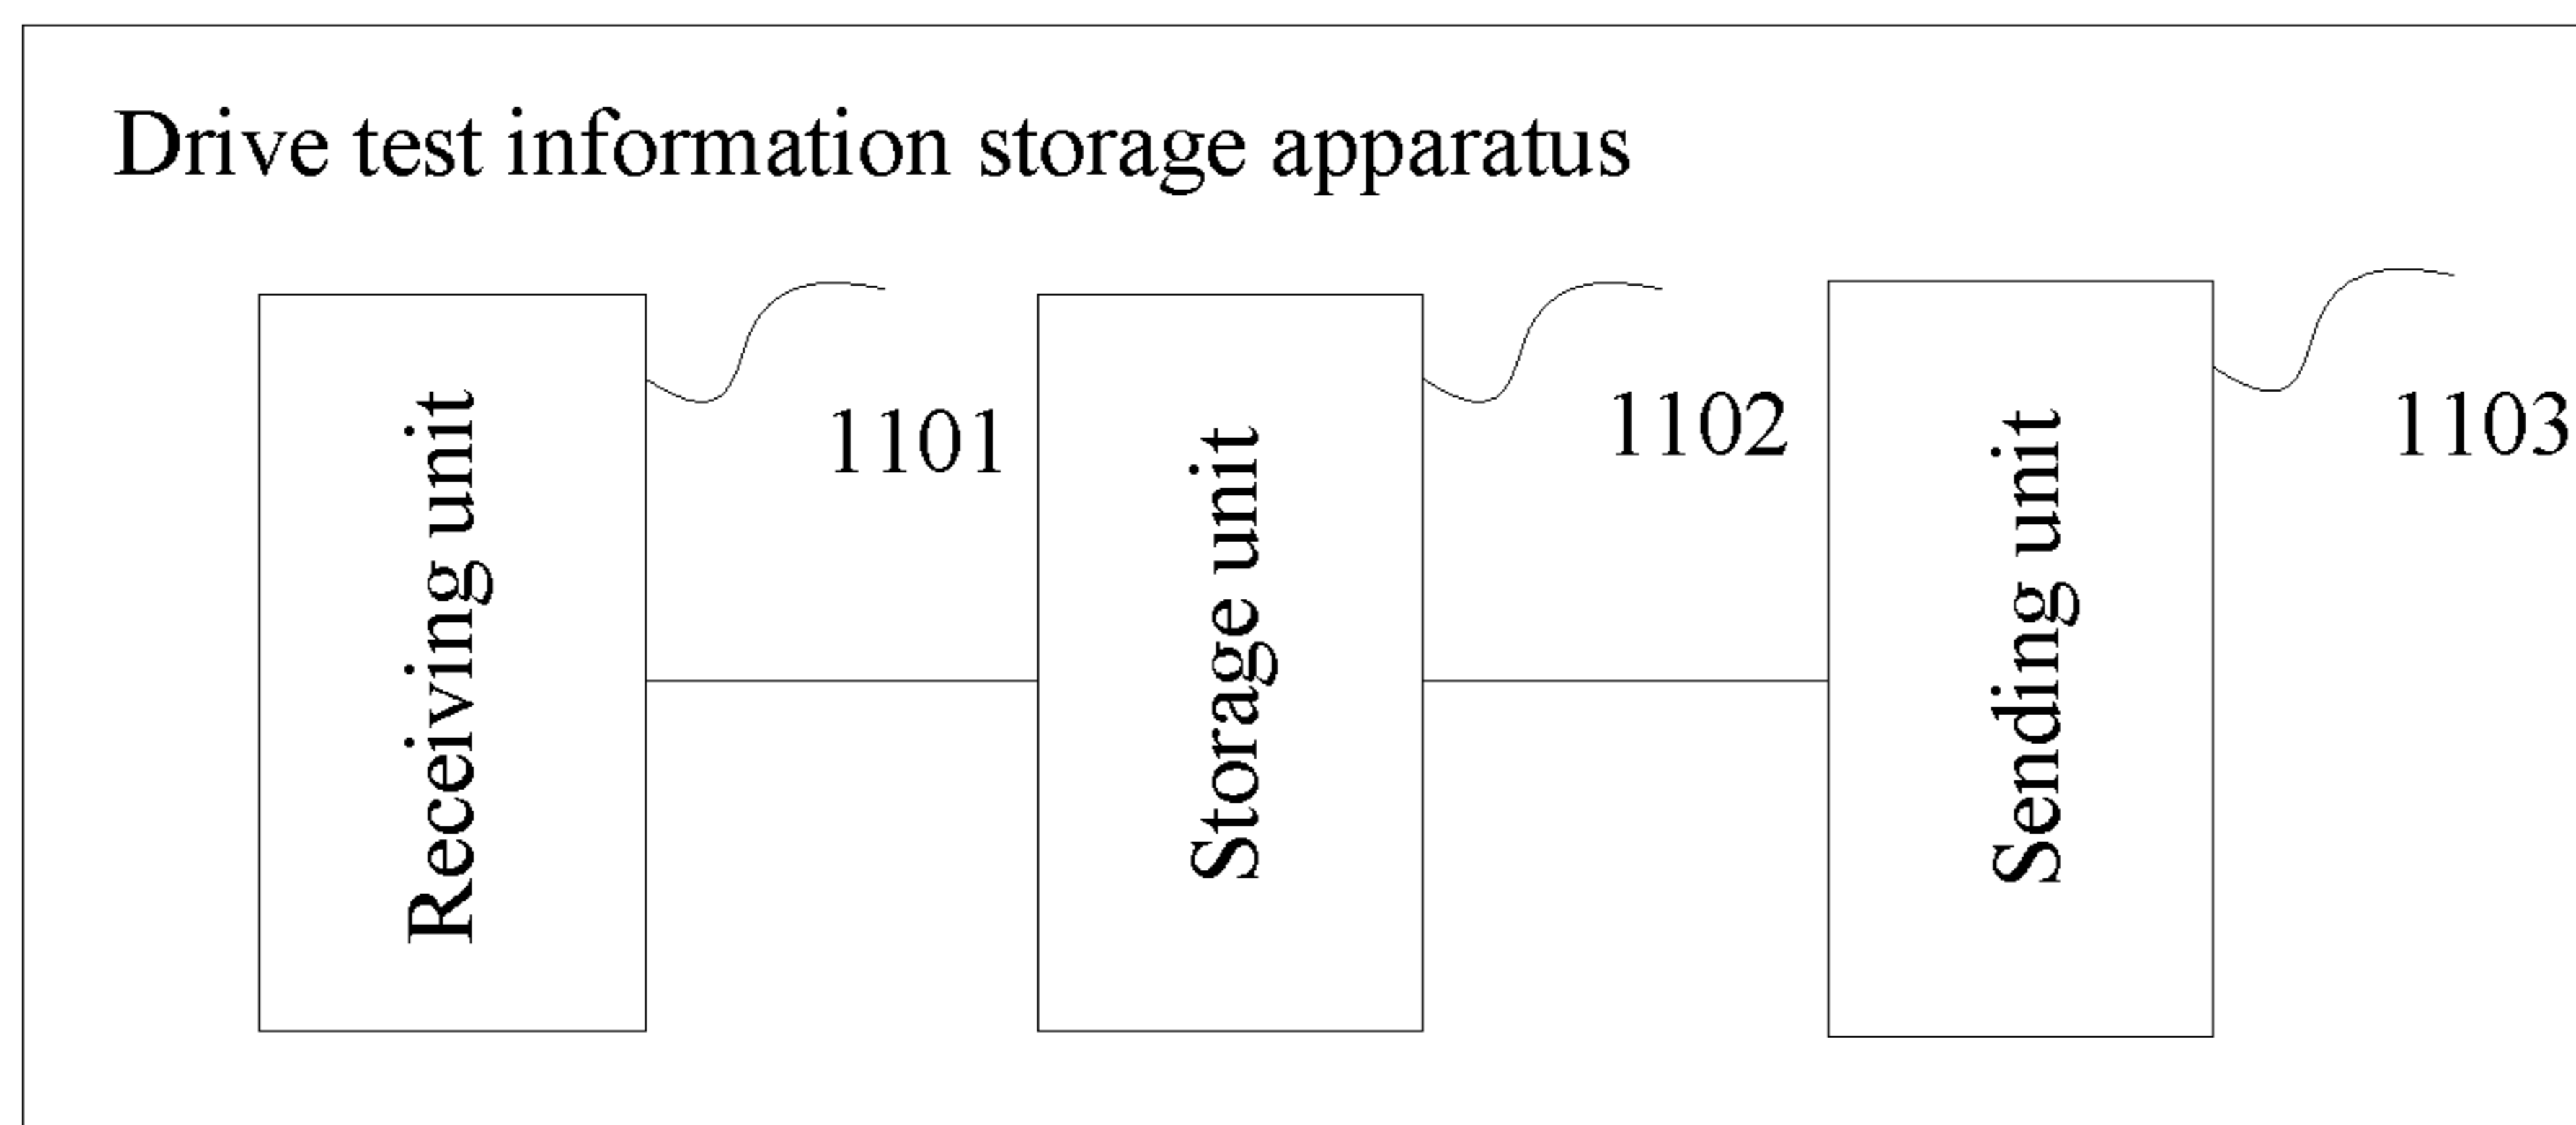 Drive test information storage apparatus
Receiving unit
1101
Storage unit
1102
Sending unit
1103